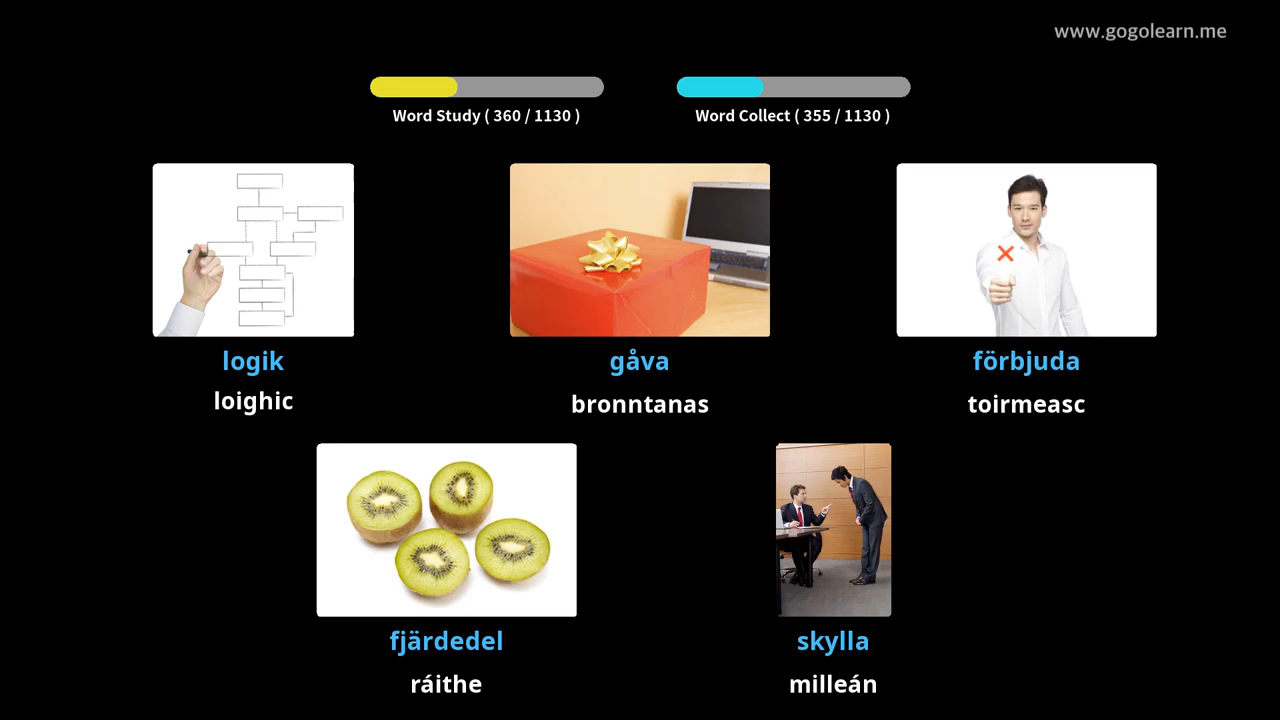 www.gogolearn.me
Word Study ( 360 / 1130 )
Word Collect ( 355 / 1130 )
logik
gåva
förbjuda
loighic
bronntanas
toirmeasc
fjärdedel
skylla
ráithe
milleán